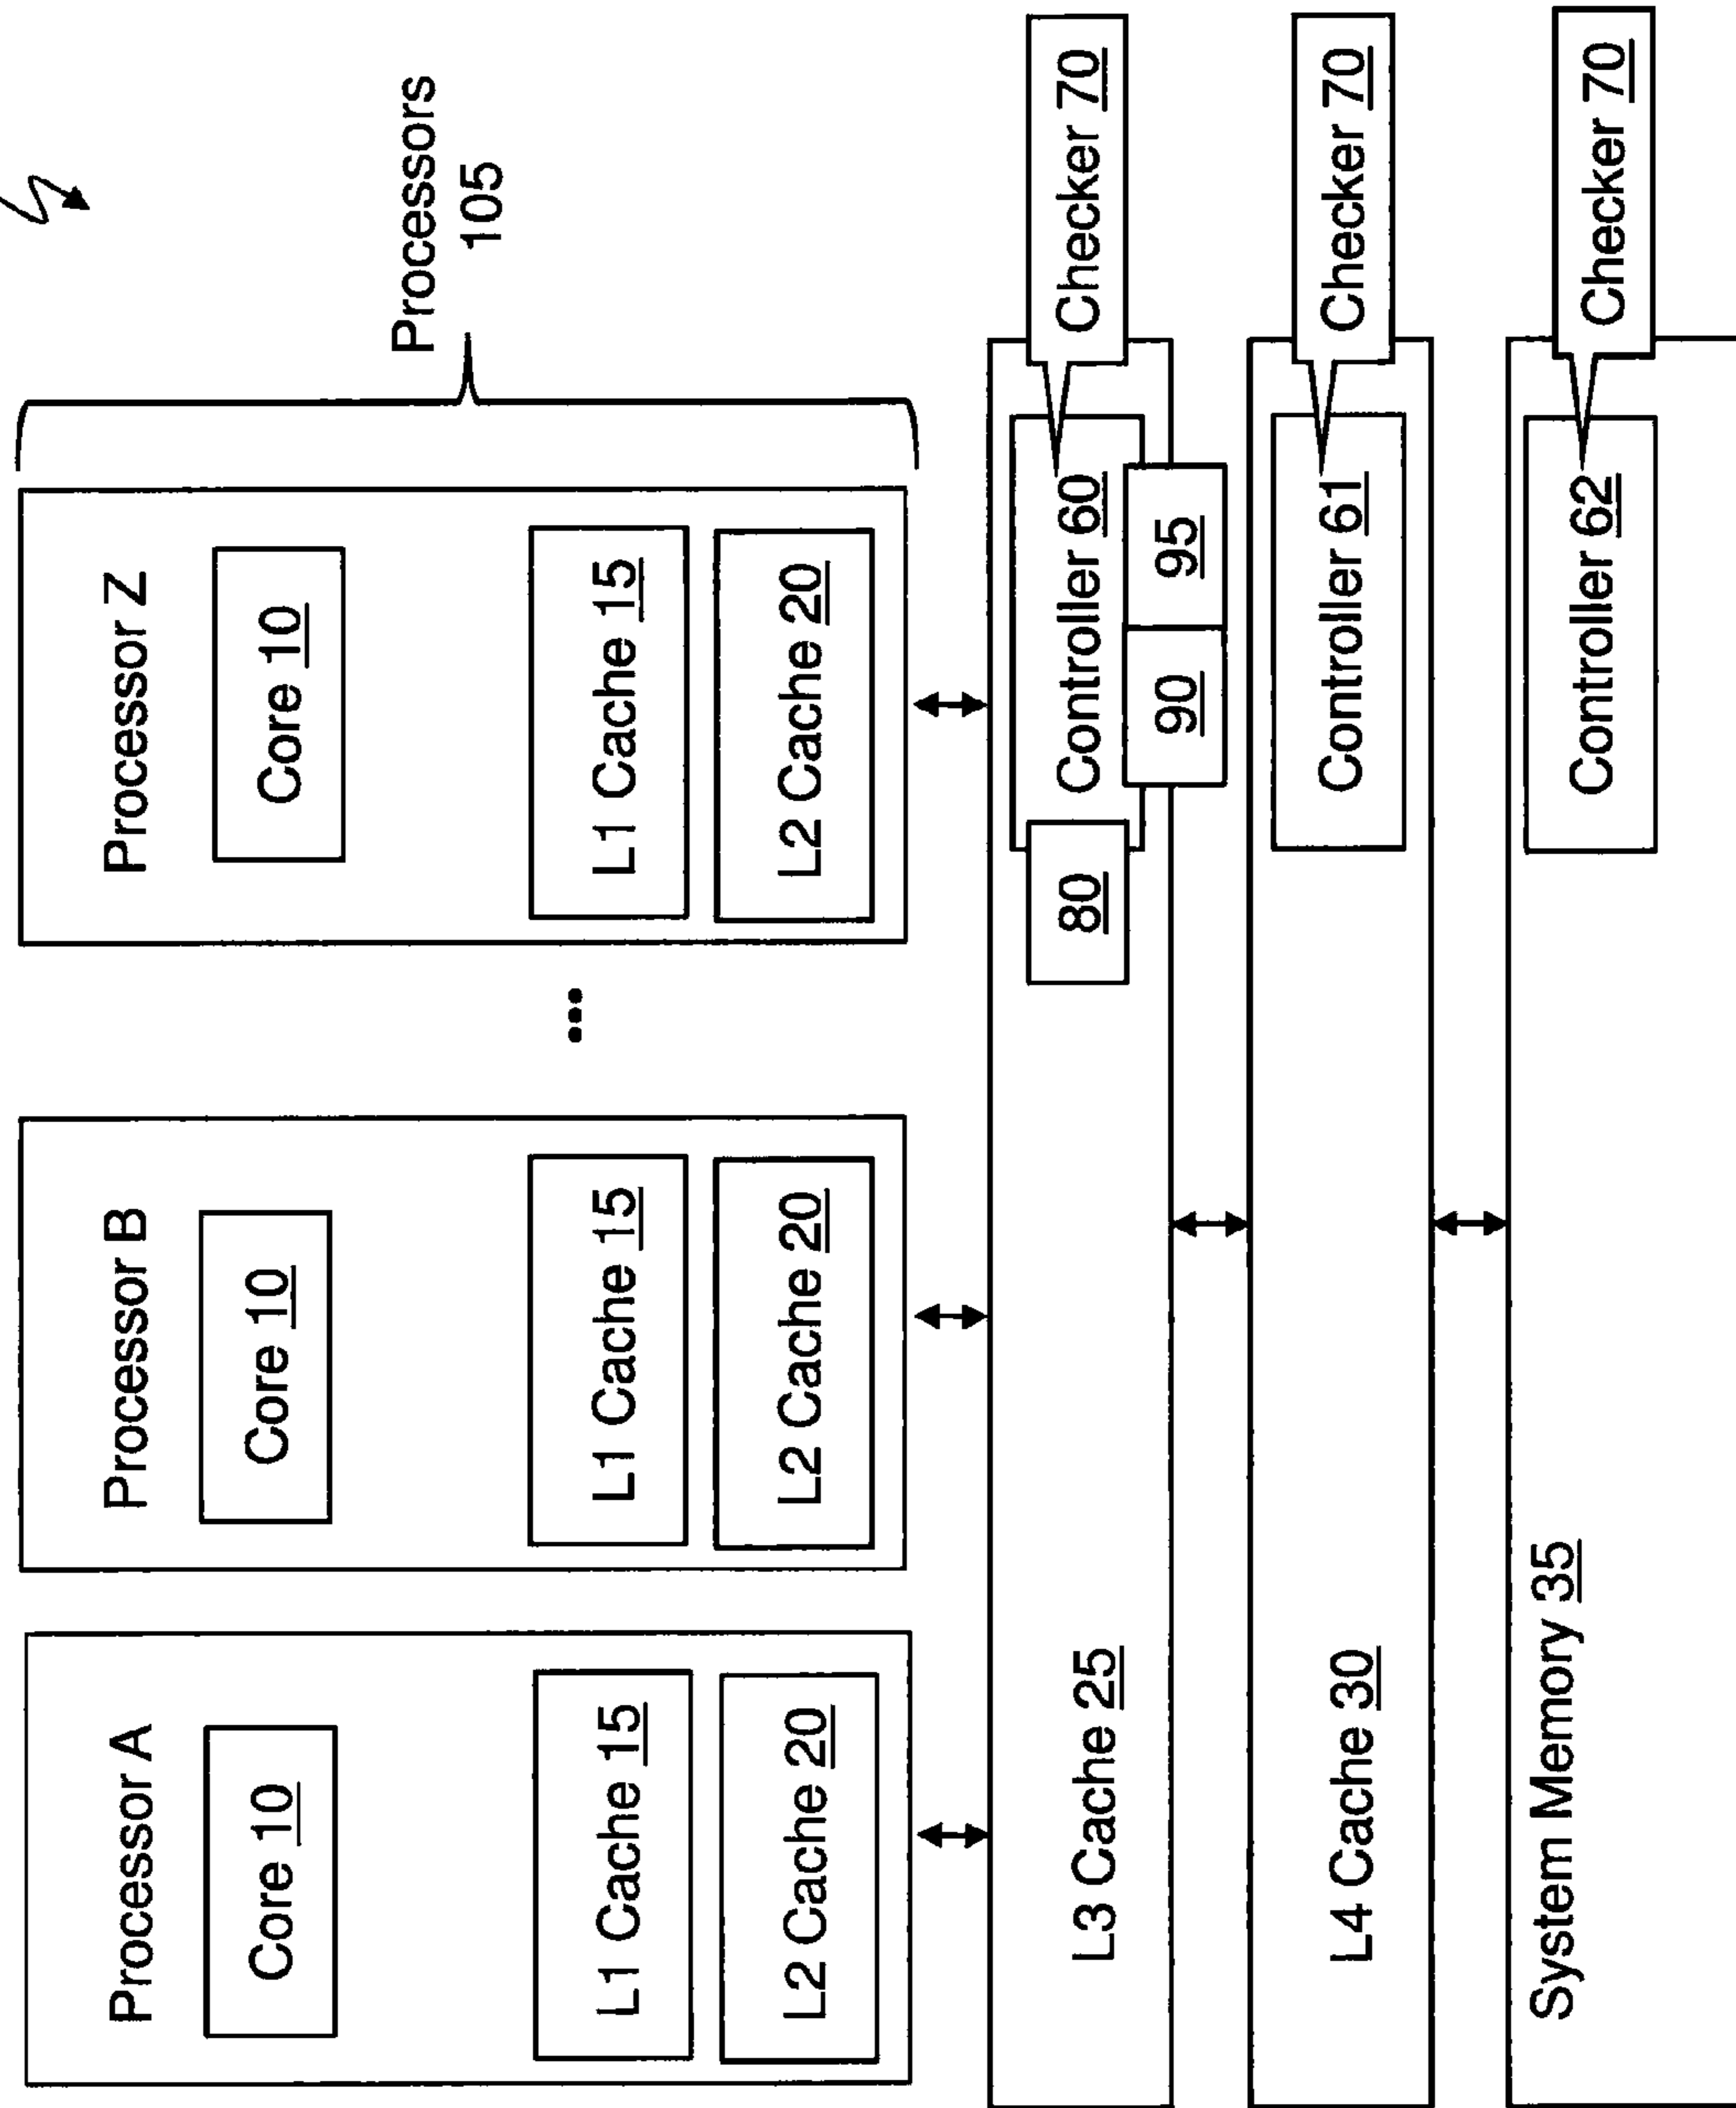 Processors
105
Processor A
Core 10
L1 Cache 15
L2 Cache 20
Processor B
Core 10
L1 Cache 15
L2 Cache 20
...
Processor Z
Core 10
L1 Cache 15
L2 Cache 20
L3 Cache 25
80
Controller 60
90
95
Checker 70
L4 Cache 30
Controller 61
Checker 70
System Memory 35
Controller 62
Checker 70